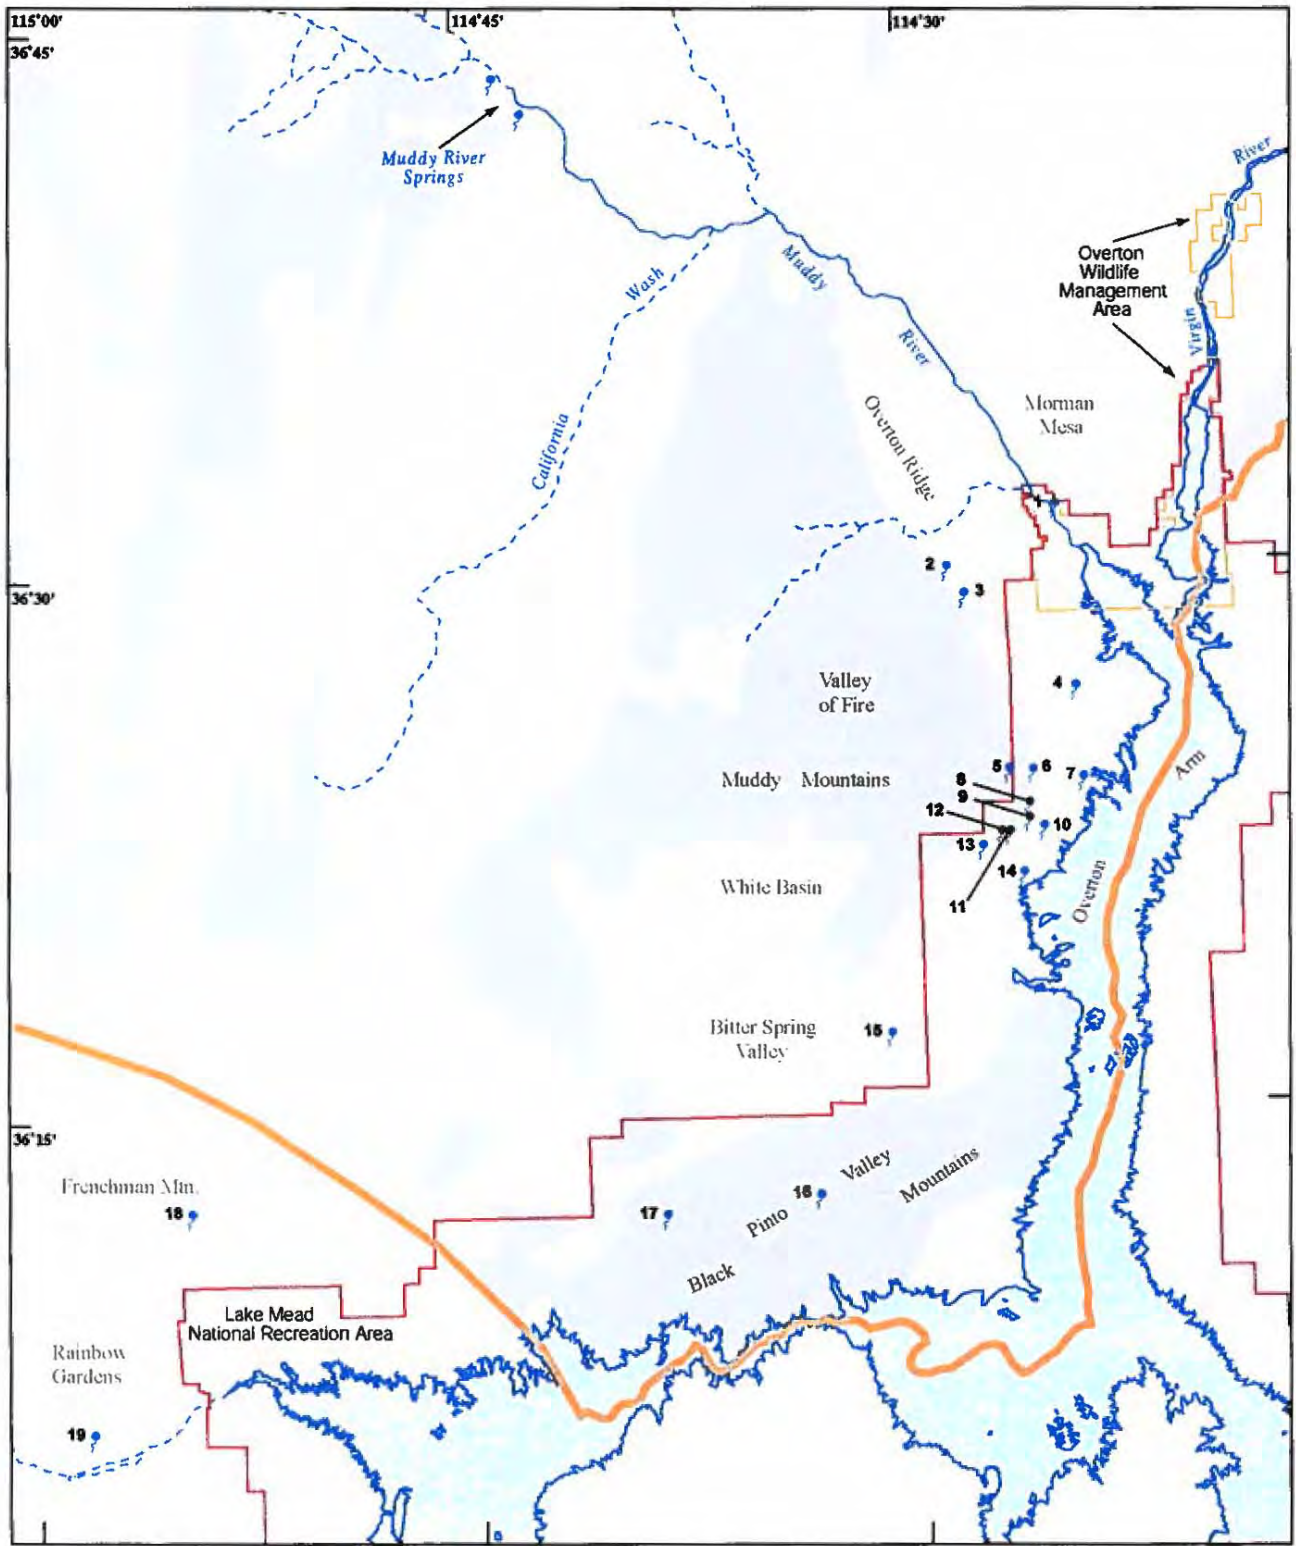 115°00'
114°45'
114°30'
36°45'
Muddy River
Springs
River
Overton
Wildlife
Management
Area
Wash
Muddy
Virgin
River
California
Overton Ridge
Morman
Mesa
2
36°30'
3
Valley
of Fire
4
Arm
5
6
7
Muddy Mountains
8
9
12
10
13
14
White Basin
11
Overton
15
Bitter Spring
Valley
36°15'
Valley
Mountains
Frenchman Mtn.
18
17
16
Pinto
Black
Lake Mead
National Recreation Area
Rainbow
Gardens
19